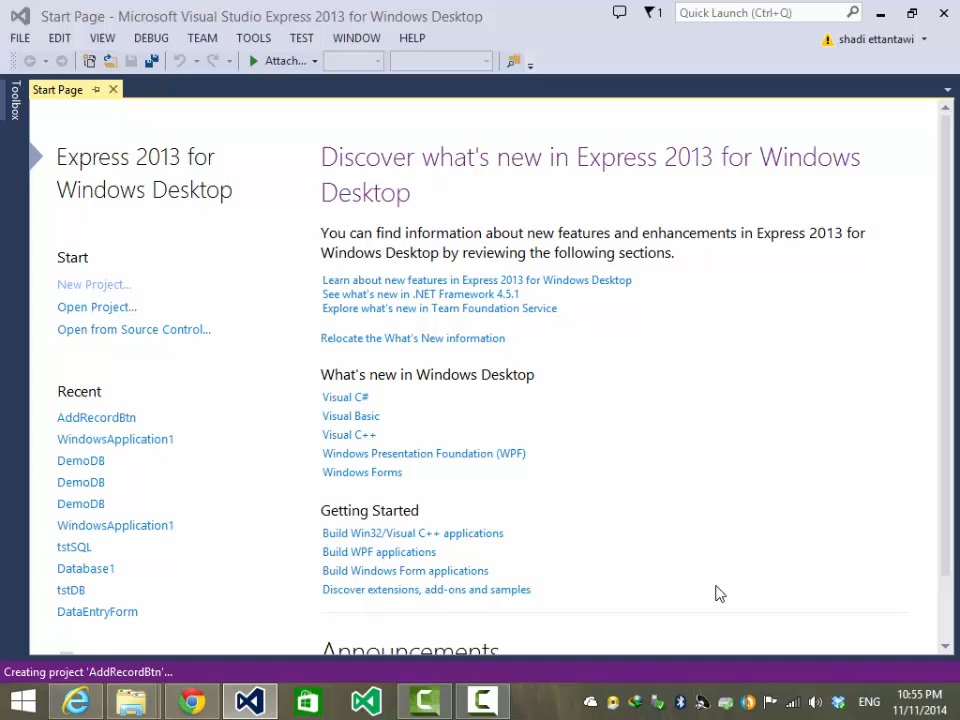 Start Page - Microsoft Visual Studio Express 2013 for Windows Desktop
1
Quick Launch (Ctrl+Q)
FILE EDIT VIEW DEBUG TEAM TOOLS TEST WINDOW HELP
shadi ettantawi
Attach...
Toolbox
Start Page
Express 2013 for
Windows Desktop
Start
New Project...
Open Project...
Open from Source Control...
Recent
AddRecordBtn
WindowsApplication1
DemoDB
DemoDB
DemoDB
WindowsApplication1
tstSQL
Database1
tstDB
DataEntryForm
Discover what's new in Express 2013 for Windows
Desktop
You can find information about new features and enhancements in Express 2013 for
Windows Desktop by reviewing the following sections.
Learn about new features in Express 2013 for Windows Desktop
See what's new in .NET Framework 4.5.1
Explore what's new in Team Foundation Service
Relocate the What's New information
What's new in Windows Desktop
Visual C#
Visual Basic
Visual C++
Windows Presentation Foundation (WPF)
Windows Forms
Getting Started
Build Win32/Visual C++ applications
Build WPF applications
Build Windows Form applications
Discover extensions, add-ons and samples
Announcements
Creating project 'AddRecordBtn'...
ENG
10:55 PM
11/11/2014